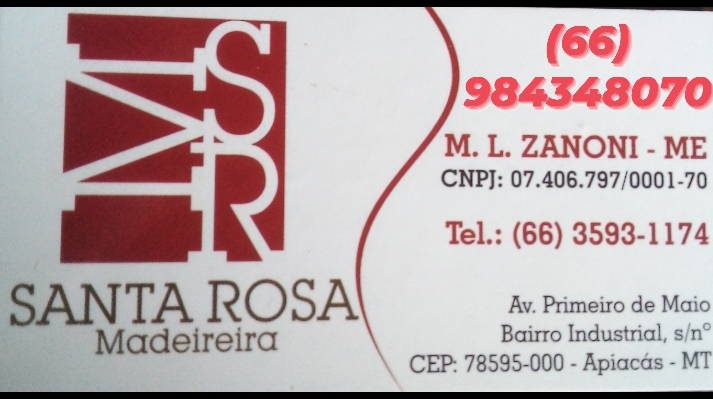 MSR
SANTA ROSA
Madeireira
(66)
984348070
M. L. ZANONI - ME
CNPJ: 07.406.797/0001-70
Tel.: (66) 3593-1174
Av. Primeiro de Maio
Bairro Industrial, s/nº
CEP: 78595-000 - Apiacás - MT